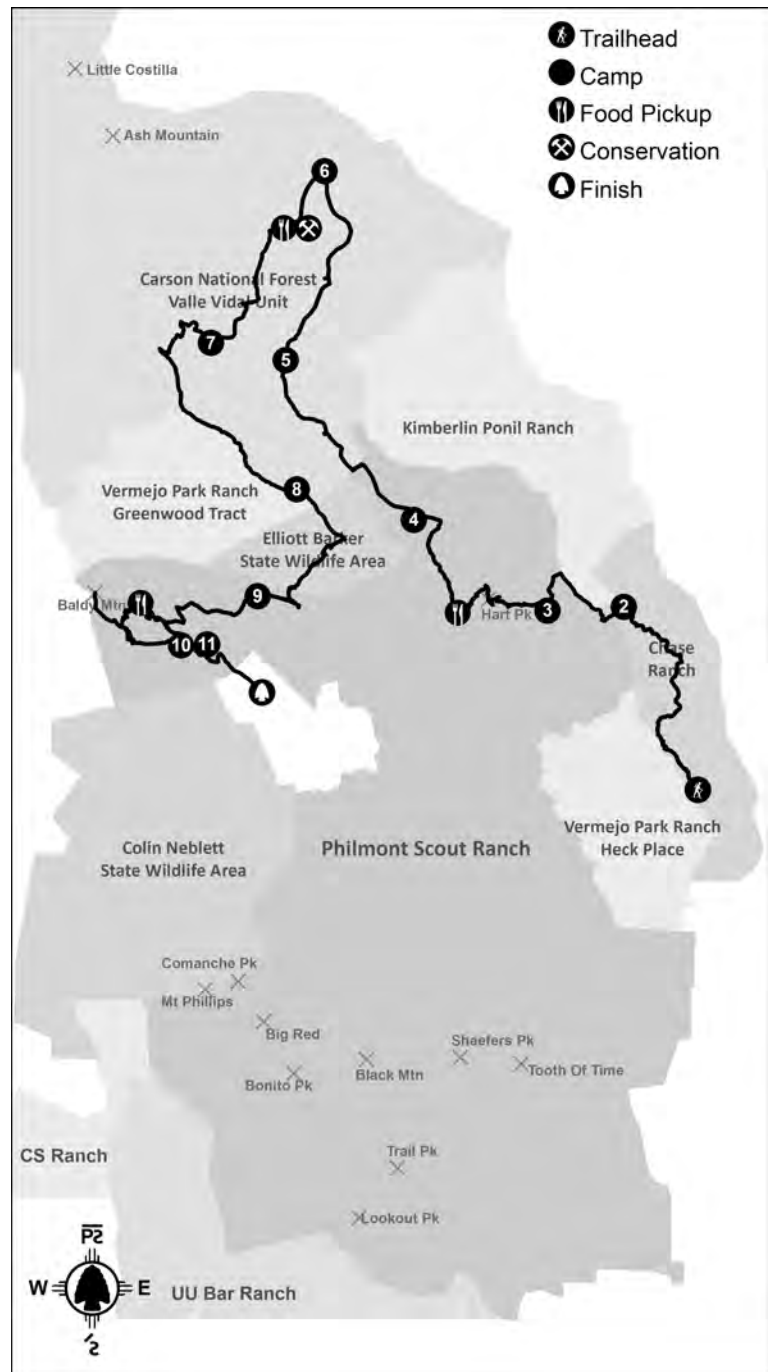 Trailhead
Camp
Food Pickup
Conservation
Finish
Little Costilla
Ash Mountain
6
Carson National Forest
Valle Vidal Unit
7
5
Kimberlin Ponil Ranch
Vermejo Park Ranch
Greenwood Tract
8
4
Elliott Barker
State Wildlife Area
Baldy Mtn
9
Hart Pk
3
2
10
11
Chase
Ranch
Vermejo Park Ranch
Heck Place
Colin Neblett
State Wildlife Area
Philmont Scout Ranch
Comanche Pk
Mt Phillips
Big Red
Bonito Pk
Black Mtn
Shaefers Pk
Tooth Of Time
Trail Pk
Lookout Pk
CS Ranch
W
E
UU Bar Ranch